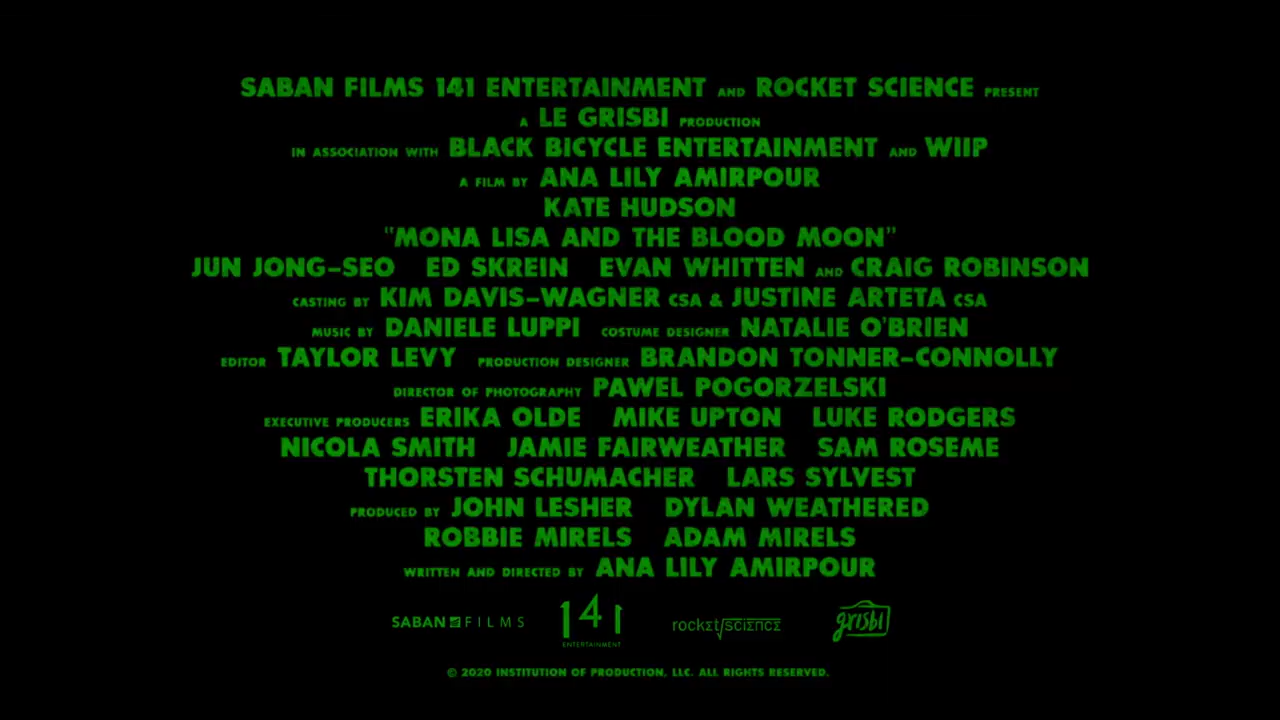 SABAN FILMS 141 ENTERTAINMENT AND ROCKET SCIENCE PRESENT
A LE GRISBI PRODUCTION
IN ASSOCIATION WITH BLACK BICYCLE ENTERTAINMENT AND WIIP
A FILM BY ANA LILY AMIRPOUR
KATE HUDSON
"MONA LISA AND THE BLOOD MOON"
JUN JONG-SEO ED SKREIN EVAN WHITTEN AND CRAIG ROBINSON
CASTING BY KIM DAVIS-WAGNER CSA & JUSTINE ARTETA CSA
MUSIC BY DANIELE LUPPI COSTUME DESIGNER NATALIE O'BRIEN
EDITOR TAYLOR LEVY PRODUCTION DESIGNER BRANDON TONNER-CONNOLLY
DIRECTOR OF PHOTOGRAPHY PAWEL POGORZELSKI
EXECUTIVE PRODUCERS ERIKA OLDE MIKE UPTON LUKE RODGERS
NICOLA SMITH JAMIE FAIRWEATHER SAM ROSEME
THORSTEN SCHUMACHER LARS SYLVEST
PRODUCED BY JOHN LESHER DYLAN WEATHERED
ROBBIE MIRELS ADAM MIRELS
WRITTEN AND DIRECTED BY ANA LILY AMIRPOUR
SABAN FILMS 141 ENTERTAINMENT rocket science grisbi
© 2020 INSTITUTION OF PRODUCTION, LLC. ALL RIGHTS RESERVED.